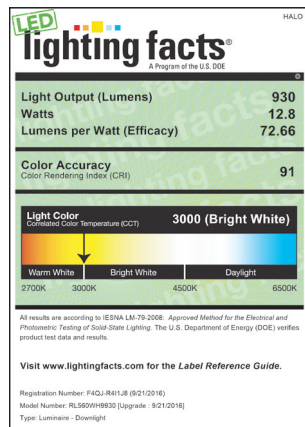 HALO
LED
lighting facts®
A Program of the U.S. DOE
Light Output (Lumens) 930
Watts 12.8
Lumens per Watt (Efficacy) 72.66
Color Accuracy
Color Rendering Index (CRI) 91
Light Color
Correlated Color Temperature (CCT) 3000 (Bright White)
Warm White Bright White Daylight
2700K 3000K 4500K 6500K
All results are according to IESNA LM-79-2008: Approved Method for the Electrical and
Photometric Testing of Solid-State Lighting. The U.S. Department of Energy (DOE) verifies
product test data and results.
Visit www.lightingfacts.com for the Label Reference Guide.
Registration Number: F4QJ-R4I1J8 (9/21/2016)
Model Number: RL560WH9930 [Upgrade : 9/21/2016]
Type: Luminaire - Downlight